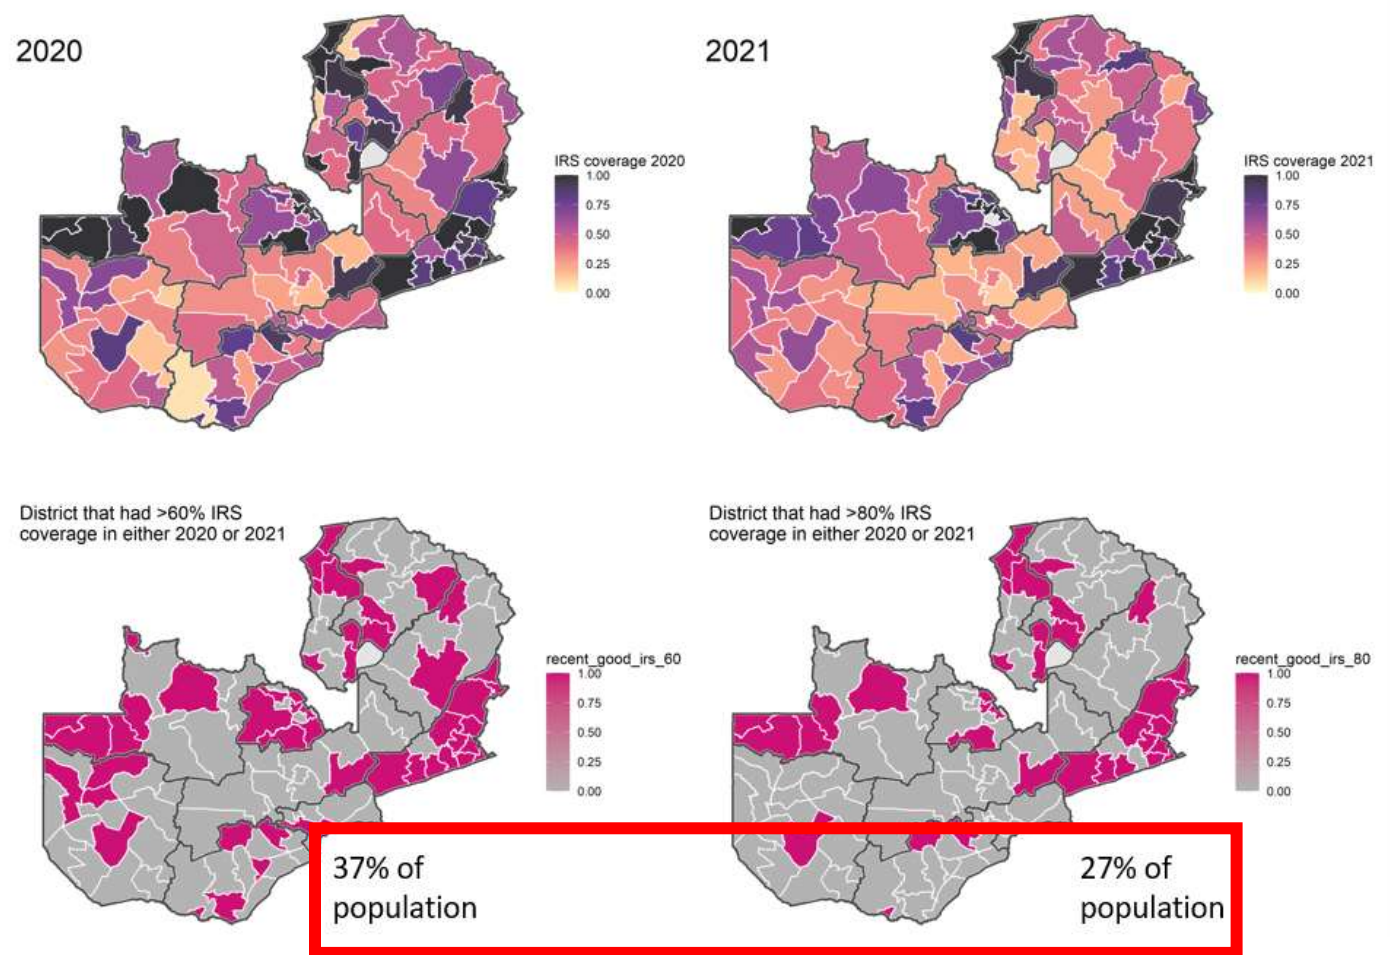 2020
IRS coverage 2020
1.00
0.75
0.50
0.25
0.00
2021
IRS coverage 2021
1.00
0.75
0.50
0.25
0.00
District that had >60% IRS
coverage in either 2020 or 2021
recent_good_irs_60
1.00
0.75
0.50
0.25
0.00
37% of
population
District that had >80% IRS
coverage in either 2020 or 2021
recent_good_irs_80
1.00
0.75
0.50
0.25
0.00
27% of
population